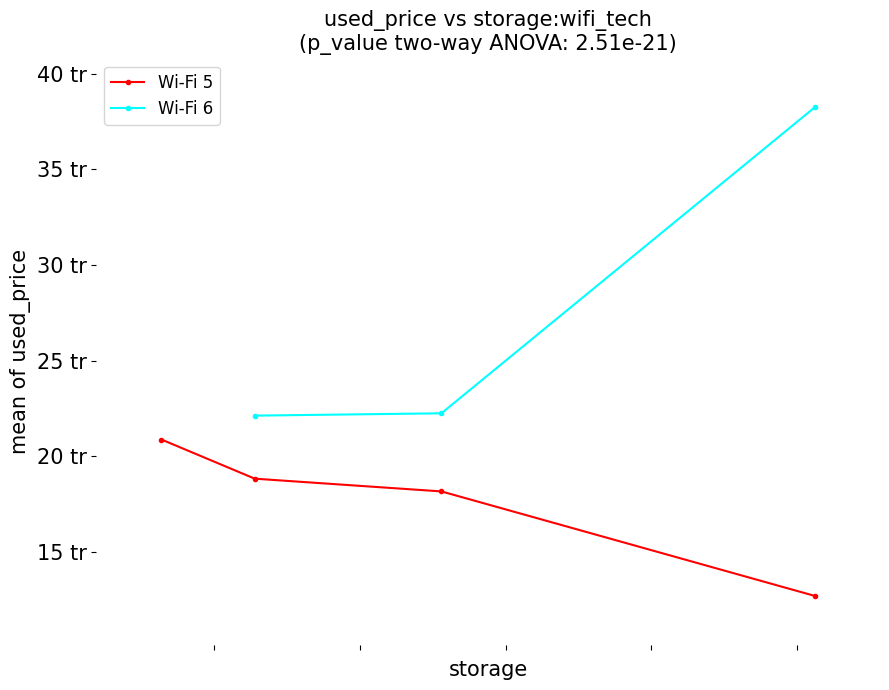 used_price vs storage:wifi_tech
(p_value two-way ANOVA: 2.51e-21)
Wi-Fi 5
Wi-Fi 6
40 tr
35 tr
30 tr
25 tr
20 tr
15 tr
mean of used_price
storage